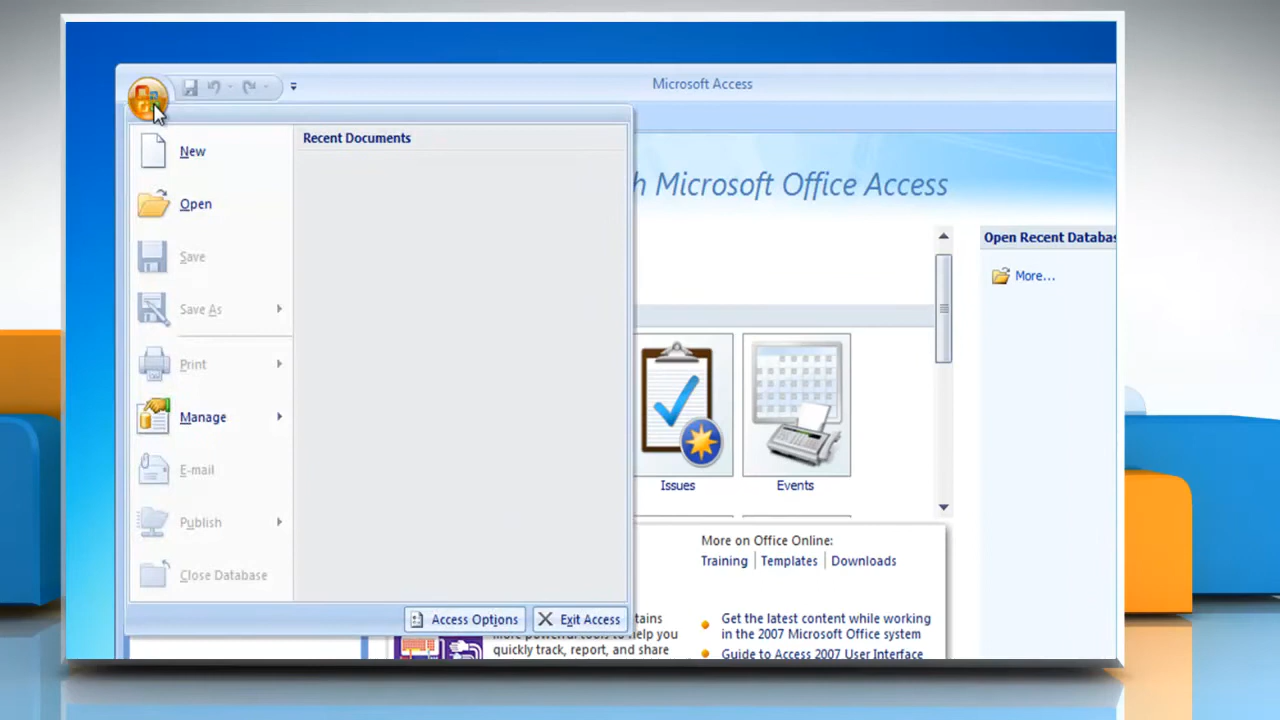 Microsoft Access
New
Open
Save
Save As
Print
Manage
E-mail
Publish
Close Database
Recent Documents
Access Options
Exit Access
h Microsoft Office Access
Issues
Events
More on Office Online:
Training | Templates | Downloads
tains
help you
quickly track, report, and share
Get the latest content while working
in the 2007 Microsoft Office system
Guide to Access 2007 User Interface
Open Recent Databas
More...